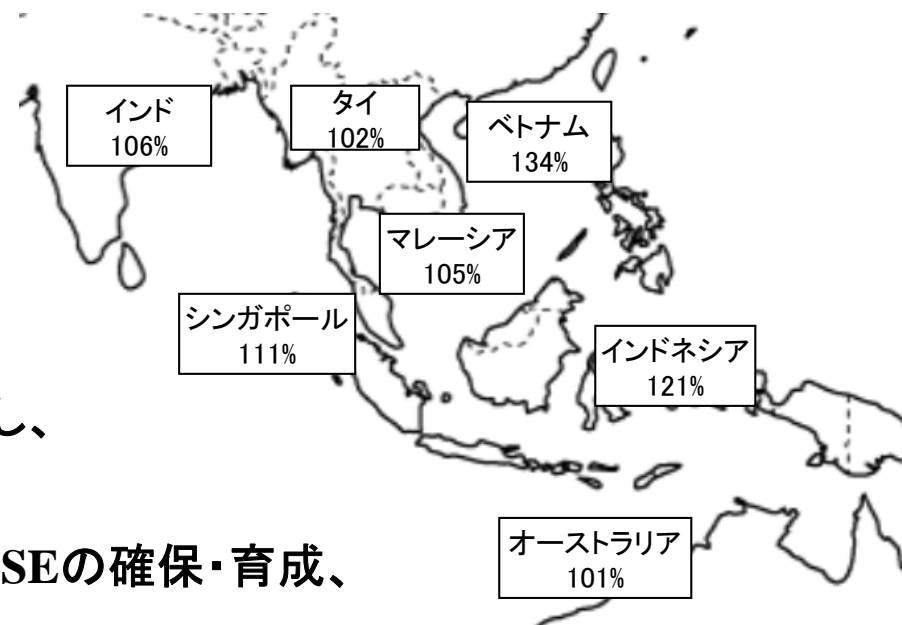 インド
106%
タイ
102%
ベトナム
134%
マレーシア
105%
シンガポール
111%
インドネシア
121%
し、
オーストラリア
101%
SEの確保・育成、